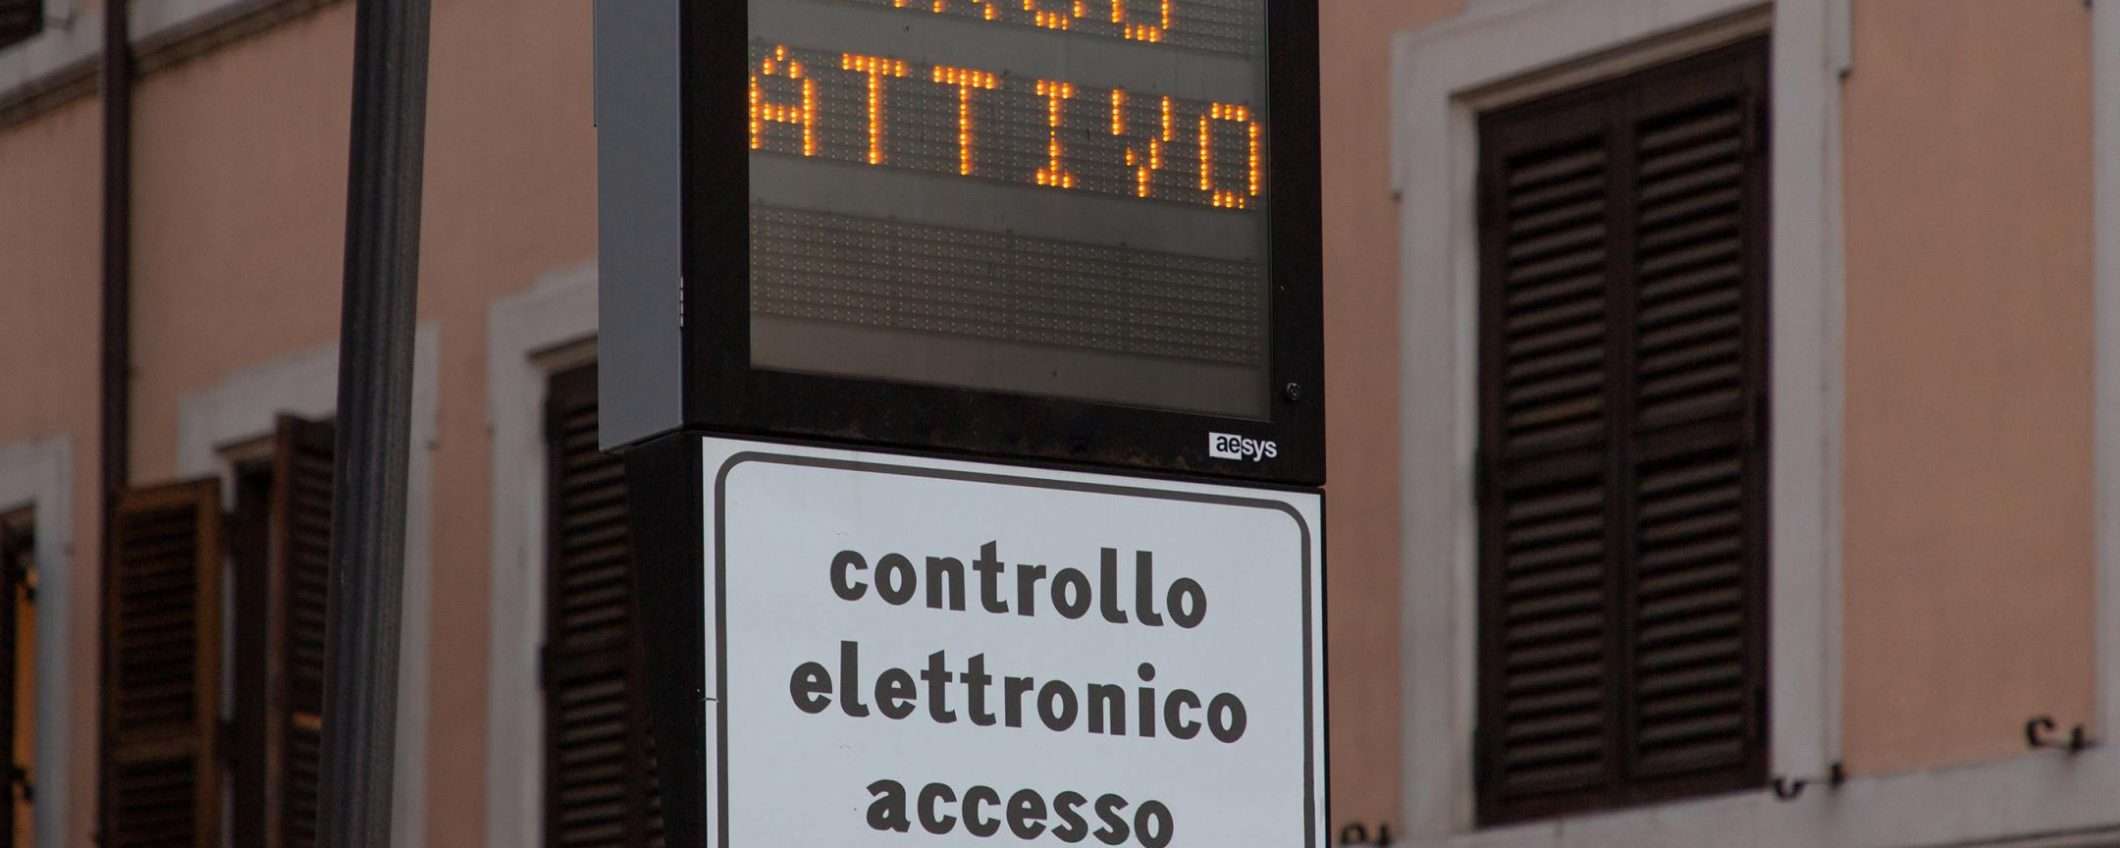 ATTIVO
aesys
controllo
elettronico
accesso